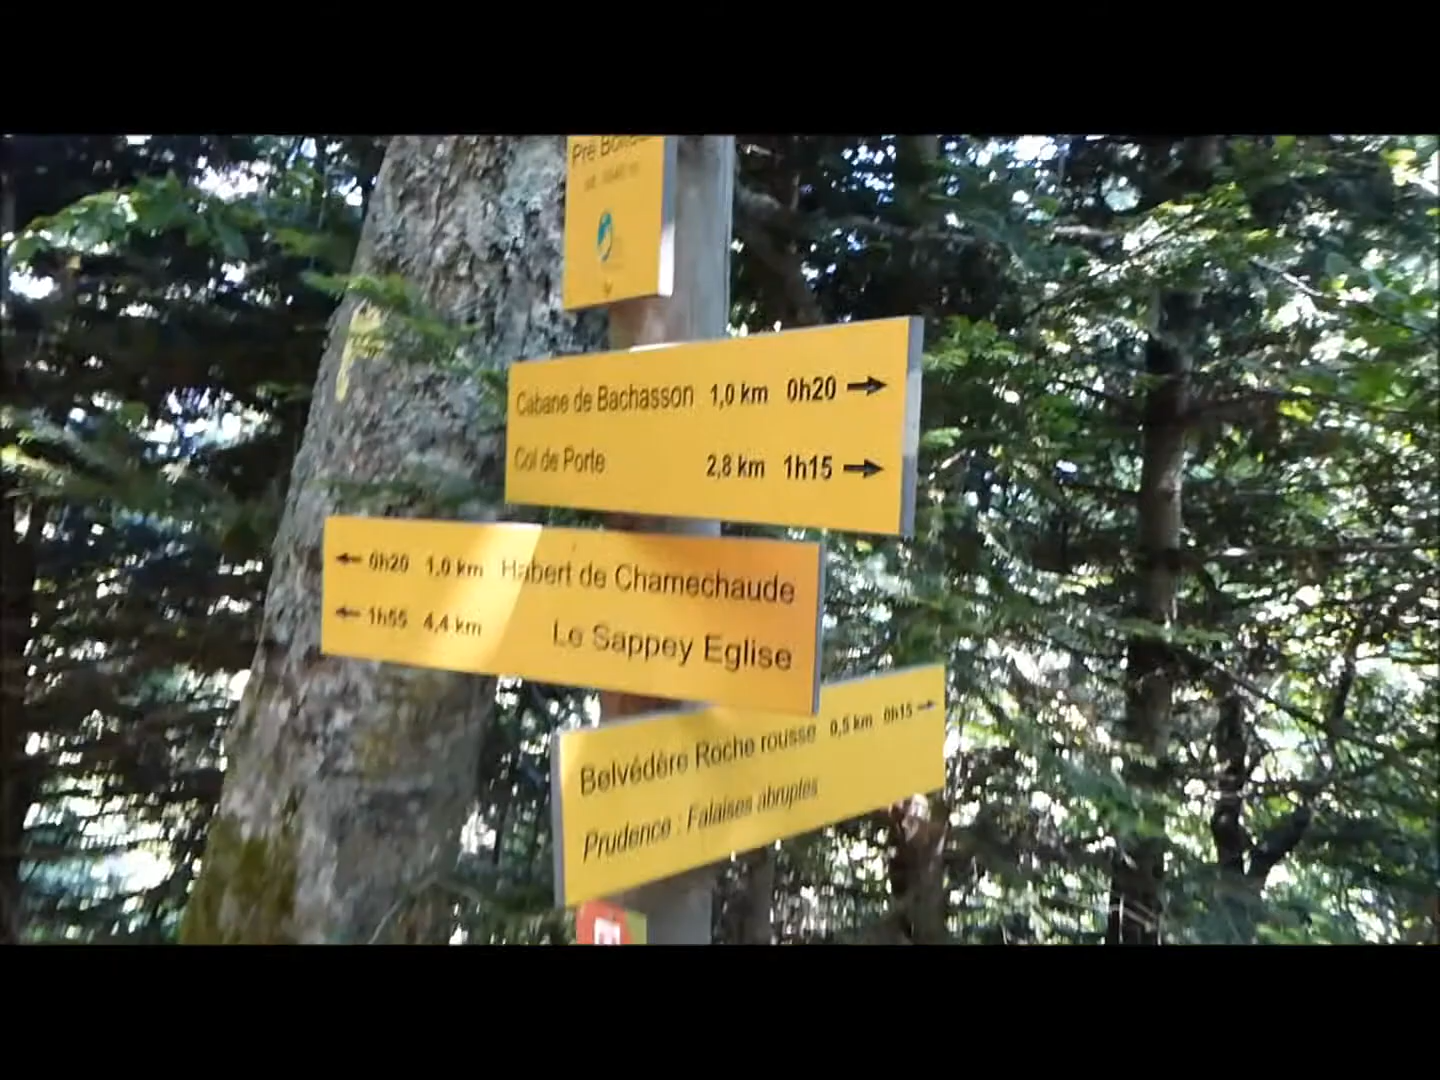 Pré
Cabane de Bachasson 1,0 km 0h20 →
Col de Porte 2,8 km 1h15 →
← 0h20 1,0 km Habert de Chamechaude
← 1h55 4,4 km Le Sappey Eglise
Belvédère Roche rousse 0,5 km 0h15 →
Prudence : Falaises abruptes